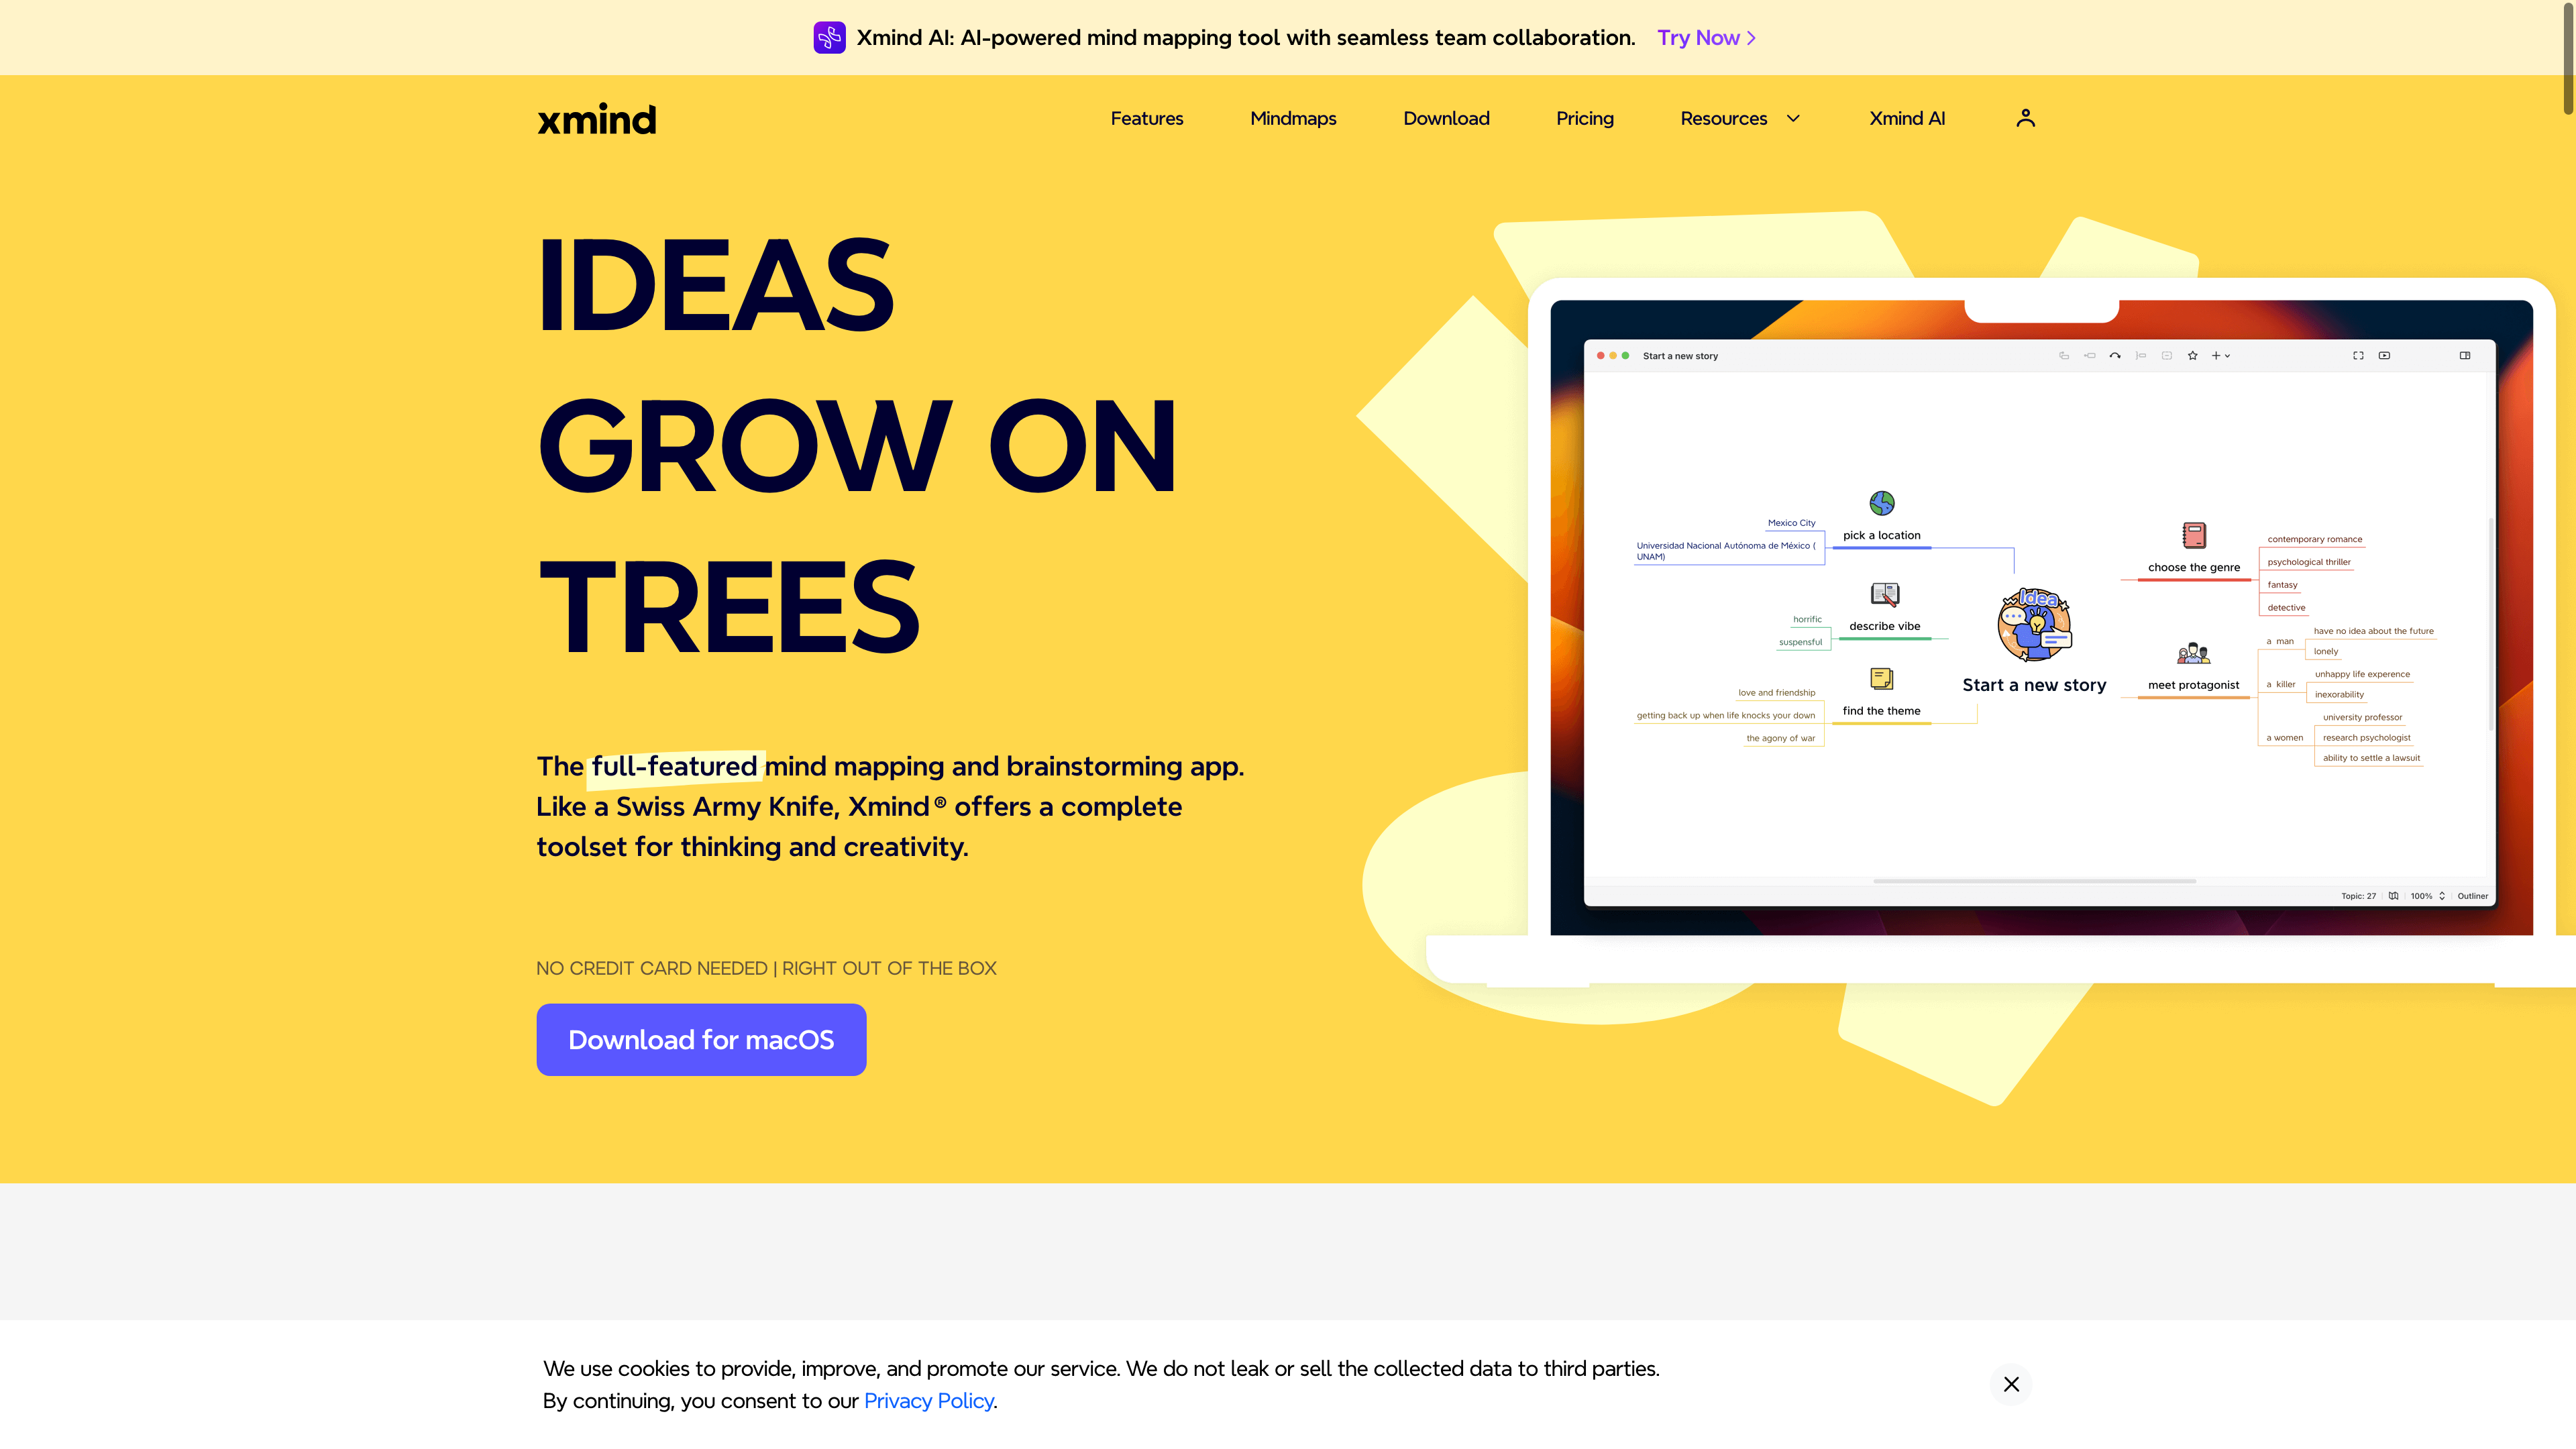 Xmind AI: AI-powered mind mapping tool with seamless team collaboration. Try Now
xmind
Features
Mindmaps
Download
Pricing
Resources
Xmind AI
IDEAS
GROW ON
TREES
The full-featured mind mapping and brainstorming app.
Like a Swiss Army Knife, Xmind® offers a complete
toolset for thinking and creativity.
NO CREDIT CARD NEEDED | RIGHT OUT OF THE BOX
Download for macOS
Start a new story
pick a location
Mexico City
Universidad Nacional Autónoma de México (
UNAM)
describe vibe
horrific
suspensful
find the theme
love and friendship
getting back up when life knocks your down
the agony of war
Idea
Start a new story
choose the genre
contemporary romance
psychological thriller
fantasy
detective
meet protagonist
a man
have no idea about the future
lonely
a killer
unhappy life experence
inexorability
a women
university professor
research psychologist
ability to settle a lawsuit
Topic: 27
100%
Outliner
We use cookies to provide, improve, and promote our service. We do not leak or sell the collected data to third parties.
By continuing, you consent to our Privacy Policy.